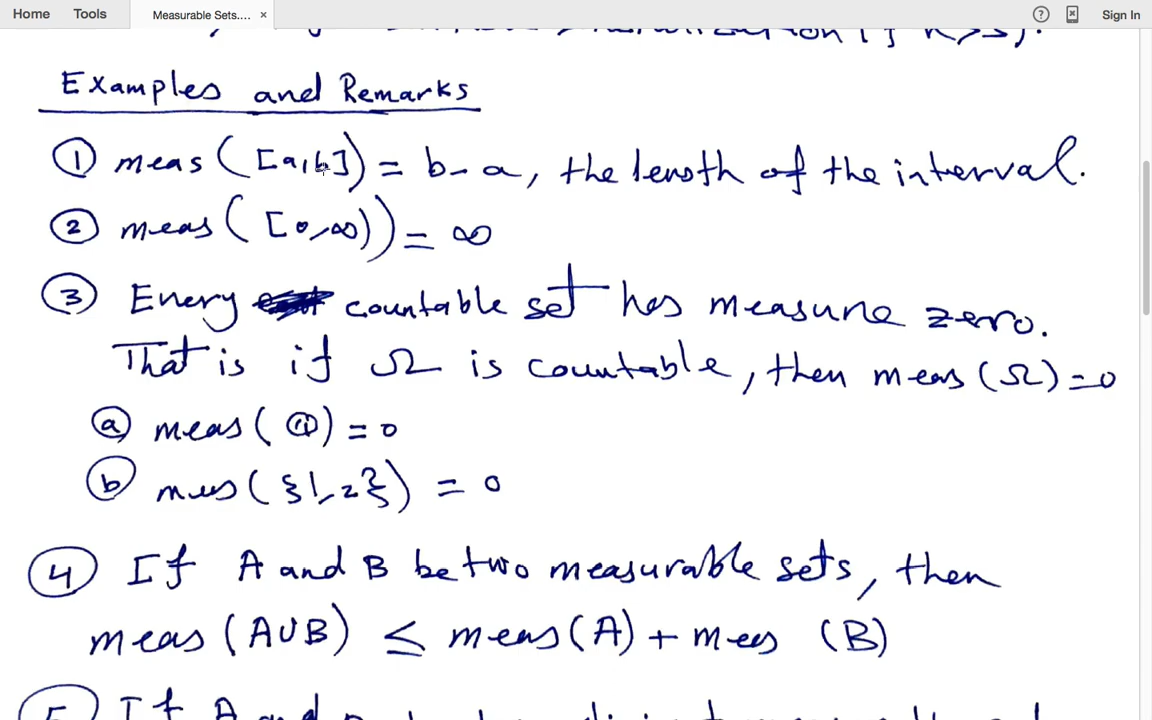 Home Tools Measurable Sets.... × ? Sign In
Examples and Remarks
① meas([a,b]) = b-a, the length of the interval.
② meas([0,∞)) = ∞
③ Every countable set has measure zero.
That is if Ω is countable, then meas(Ω)=0
ⓐ meas(ℚ) = 0
ⓑ meas({1,2}) = 0
④ If A and B be two measurable sets, then
meas(A∪B) ≤ meas(A) + meas(B)
If A and